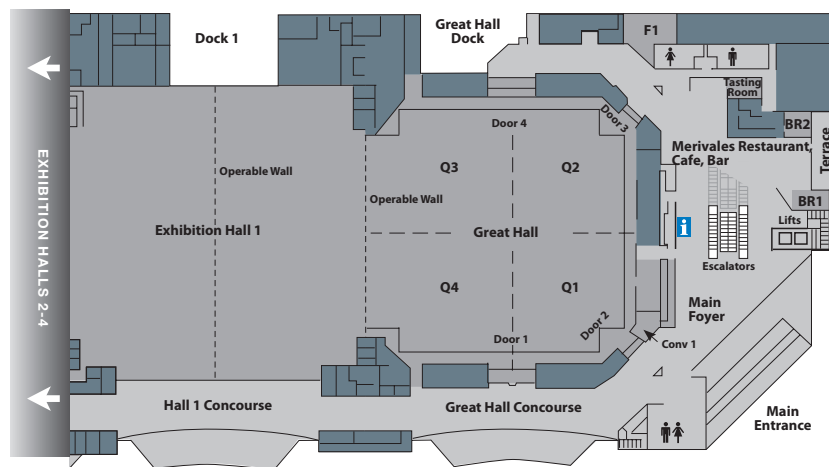 Dock 1
Great Hall
Dock
F1
Tasting
Room
BR2
Door 4
Door 3
Merivales Restaurant,
Cafe, Bar
Terrace
Q3
Q2
Operable Wall
Operable Wall
BR1
EXHIBITION HALLS 2-4
Exhibition Hall 1
Great Hall
i
Lifts
Escalators
Q4
Q1
Main
Foyer
Door 2
Door 1
Conv 1
Hall 1 Concourse
Great Hall Concourse
Main
Entrance